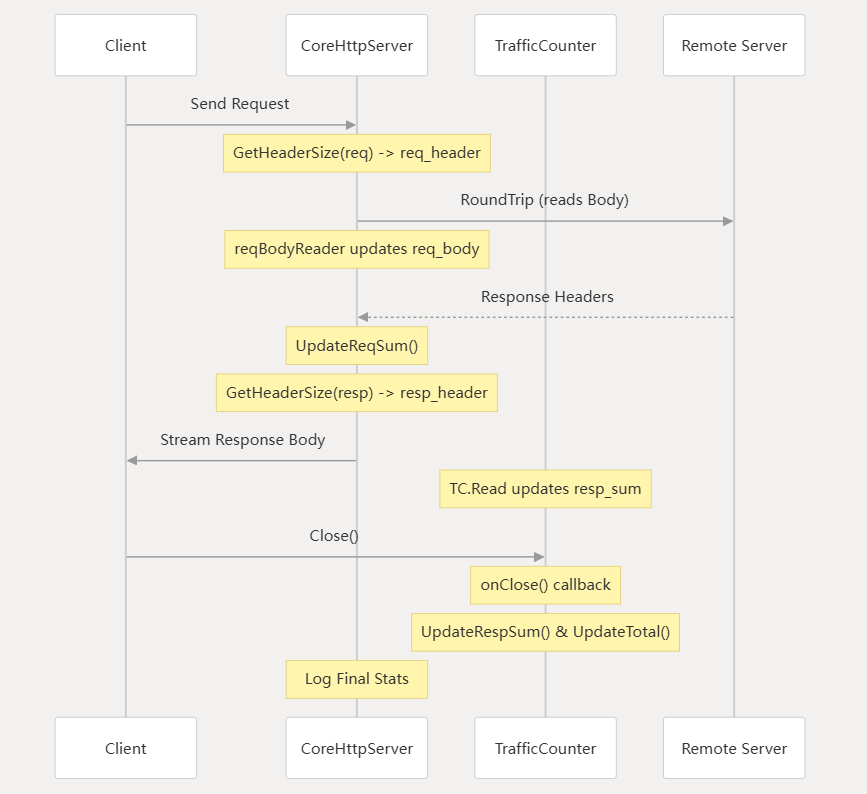 Client
CoreHttpServer
TrafficCounter
Remote Server
Send Request
GetHeaderSize(req) -> req_header
RoundTrip (reads Body)
reqBodyReader updates req_body
Response Headers
UpdateReqSum()
GetHeaderSize(resp) -> resp_header
Stream Response Body
TC.Read updates resp_sum
Close()
onClose() callback
UpdateRespSum() & UpdateTotal()
Log Final Stats
Client
CoreHttpServer
TrafficCounter
Remote Server